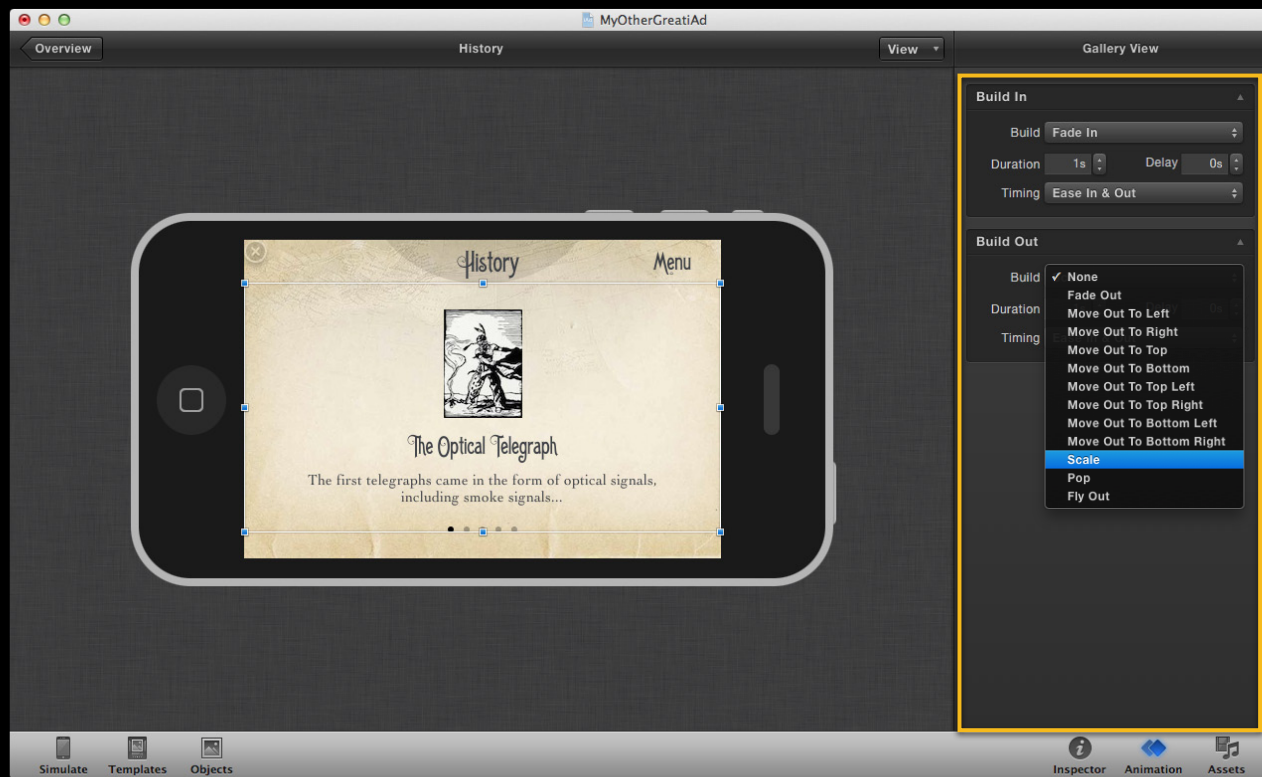 MyOtherGreatiAd
Overview
History
View
Gallery View
Build In
Build Fade In
Duration 1s Delay 0s
Timing Ease In & Out
Build Out
Build ✓ None
Fade Out
Duration
Move Out To Left
Move Out To Right
Timing
Move Out To Top
Move Out To Bottom
Move Out To Top Left
Move Out To Top Right
Move Out To Bottom Left
Move Out To Bottom Right
Scale
Pop
Fly Out
History
Menu
The Optical Telegraph
The first telegraphs came in the form of optical signals,
including smoke signals...
Simulate
Templates
Objects
Inspector
Animation
Assets